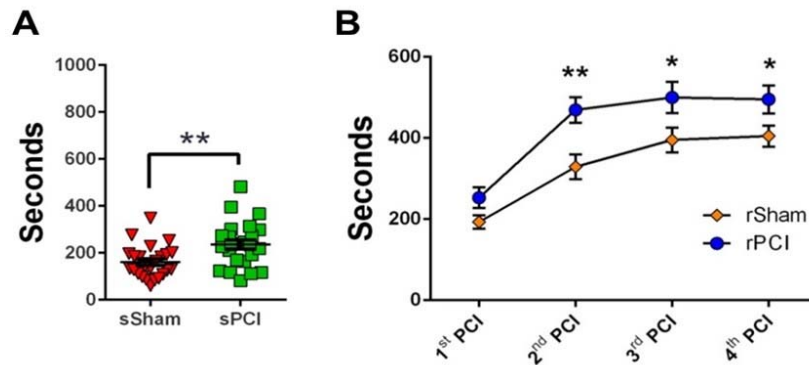 A
Seconds
1000
800
600
400
200
0
**
sSham
sPCI
B
Seconds
600
400
200
0
**
*
*
rSham
rPCI
1st PCI
2nd PCI
3rd PCI
4th PCI